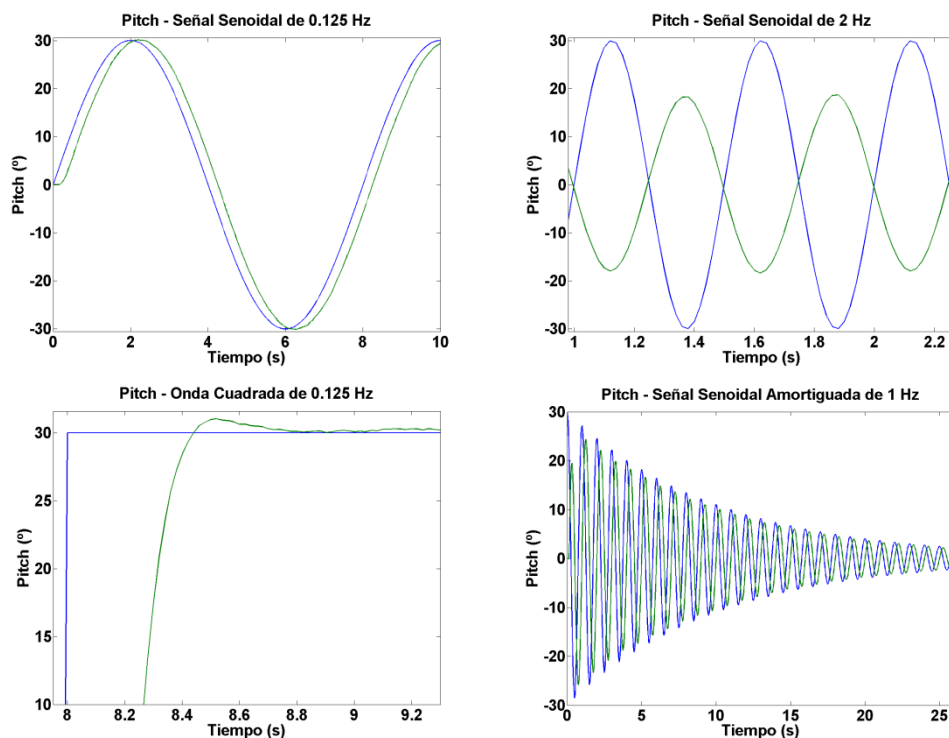 Pitch - Señal Senoidal de 0.125 Hz
30
20
10
0
-10
-20
-30
Pitch (º)
0 2 4 6 8 10
Tiempo (s)
Pitch - Señal Senoidal de 2 Hz
30
20
10
0
-10
-20
-30
Pitch (º)
1 1.2 1.4 1.6 1.8 2 2.2
Tiempo (s)
Pitch - Onda Cuadrada de 0.125 Hz
30
25
20
15
10
Pitch (º)
8 8.2 8.4 8.6 8.8 9 9.2
Tiempo (s)
Pitch - Señal Senoidal Amortiguada de 1 Hz
30
20
10
0
-10
-20
-30
Pitch (º)
0 5 10 15 20 25
Tiempo (s)